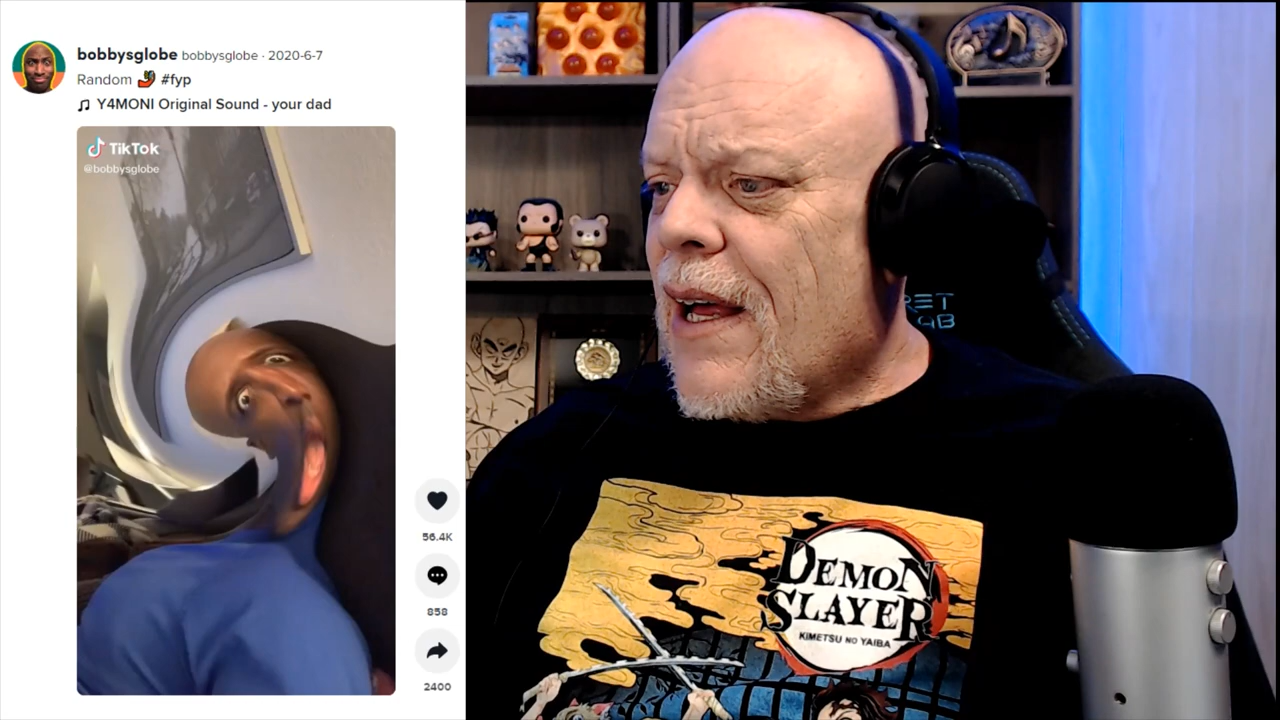 bobbysglobe bobbysglobe · 2020-6-7
Random #fyp
Y4MONI Original Sound - your dad
TikTok
@bobbysglobe
56.4K
858
2400
DEMON
SLAYER
KIMETSU NO YAIBA